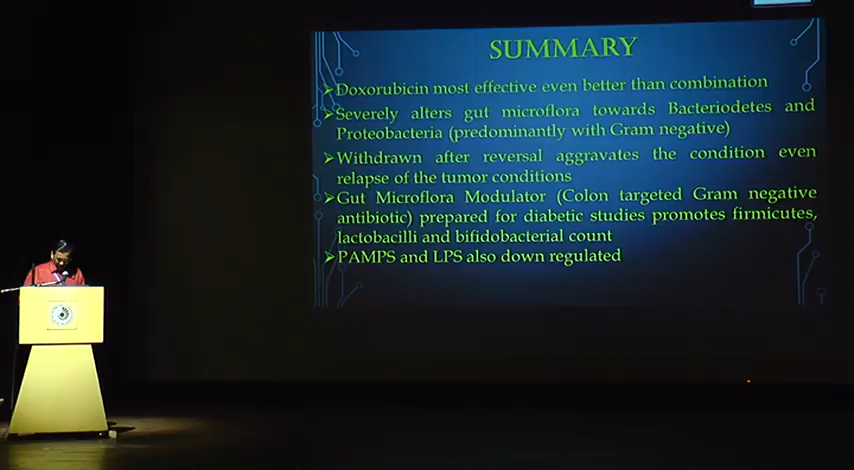 SUMMARY
➢Doxorubicin most effective even better than combination
➢Severely alters gut microflora towards Bacteriodetes and
Proteobacteria (predominantly with Gram negative)
➢Withdrawn after reversal aggravates the condition even
relapse of the tumor conditions
➢Gut Microflora Modulator (Colon targeted Gram negative
antibiotic) prepared for diabetic studies promotes firmicutes,
lactobacilli and bifidobacterial count
➢PAMPS and LPS also down regulated